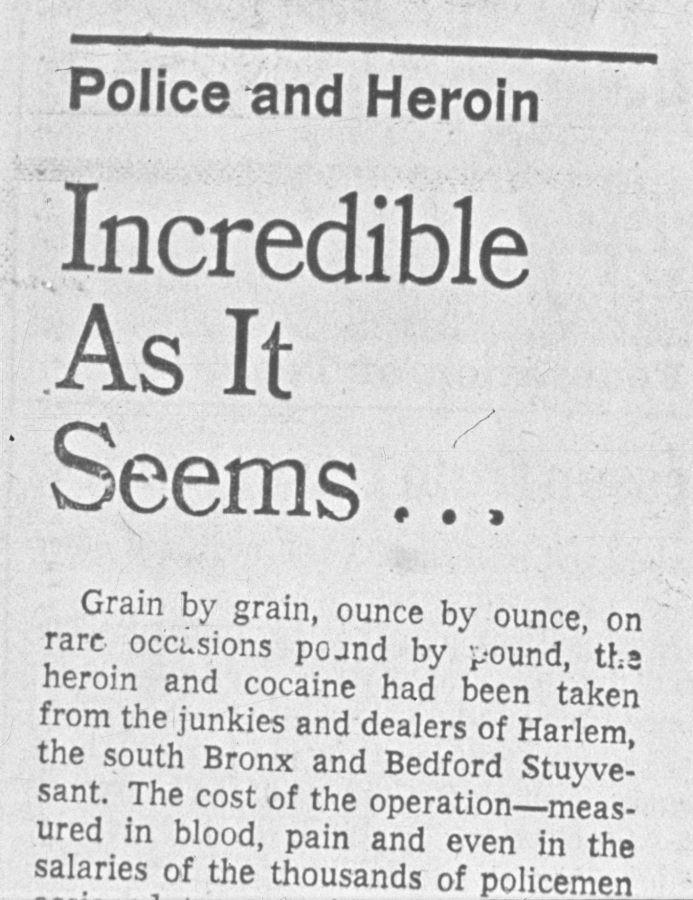 Police and Heroin
Incredible
As It
Seems . . .
Grain by grain, ounce by ounce, on
rare occasions pound by pound, the
heroin and cocaine had been taken
from the junkies and dealers of Harlem,
the south Bronx and Bedford Stuyve-
sant. The cost of the operation—meas-
ured in blood, pain and even in the
salaries of the thousands of policemen